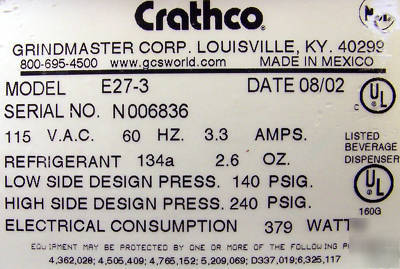 Crathco
GRINDMASTER CORP. LOUISVILLE, KY. 40299
800-695-4500 www.gcsworld.com MADE IN MEXICO
MODEL E27-3 DATE 08/02
SERIAL NO. N006836
UL
115 V.A.C. 60 HZ. 3.3 AMPS.
LISTED
BEVERAGE
DISPENSER
REFRIGERANT 134a 2.6 OZ.
LOW SIDE DESIGN PRESS. 140 PSIG.
UL
HIGH SIDE DESIGN PRESS. 240 PSIG.
160G
ELECTRICAL CONSUMPTION 379 WATT
EQUIPMENT MAY BE PROTECTED BY ONE OR MORE OF THE FOLLOWING
4,362,028; 4,505,409; 4,765,152; 5,209,069; D337,019; 6,325,117